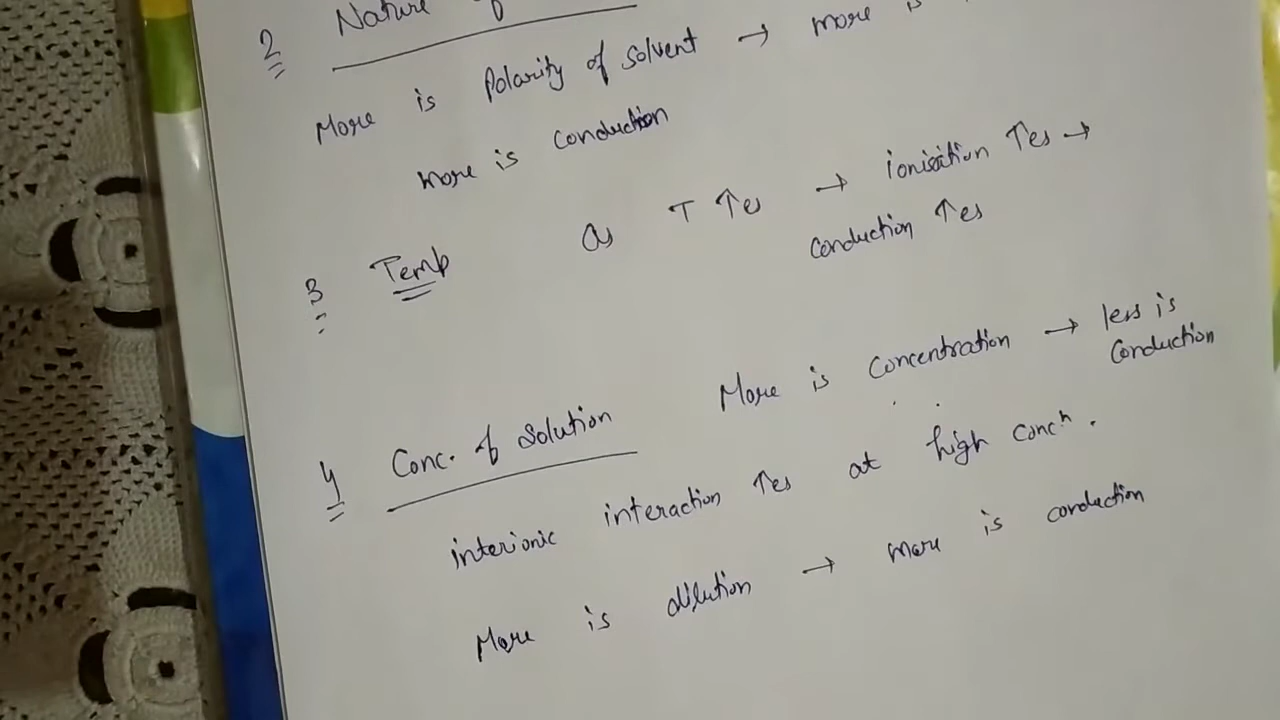 2 Nature of
More is Polarity of solvent → more is
more is conduction
3 Temp as T ↑es → ionisation ↑es →
conduction ↑es
4 Conc. of solution More is concentration → less is
conduction
interionic interaction ↑es at high concn.
More is dilution → more is conduction